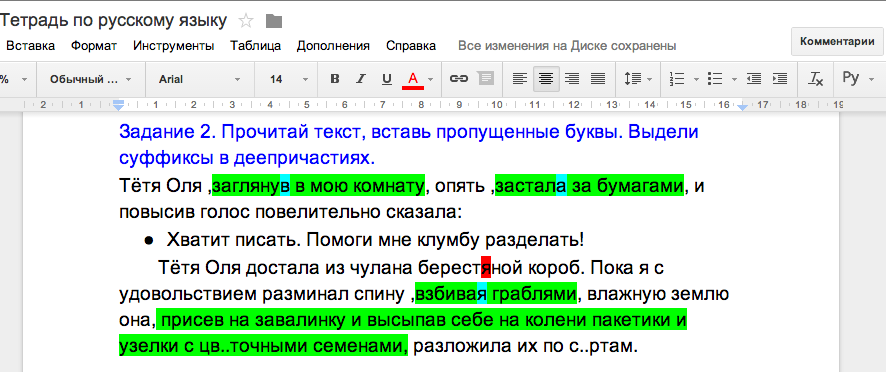 Тетрадь по русскому языку
Вставка Формат Инструменты Таблица Дополнения Справка Все изменения на Диске сохранены Комментарии
% Обычный ... Arial 14 B I U A Ру
2 1 1 2 3 4 5 6 7 8 9 10 11 12 13 14 15 16 17 18 19
Задание 2. Прочитай текст, вставь пропущенные буквы. Выдели
суффиксы в деепричастиях.
Тётя Оля ,заглянув в мою комнату, опять ,застала за бумагами, и
повысив голос повелительно сказала:
● Хватит писать. Помоги мне клумбу разделать!
Тётя Оля достала из чулана берестяной короб. Пока я с
удовольствием разминал спину ,взбивая граблями, влажную землю
она, присев на завалинку и высыпав себе на колени пакетики и
узелки с цв..точными семенами, разложила их по с..ртам.